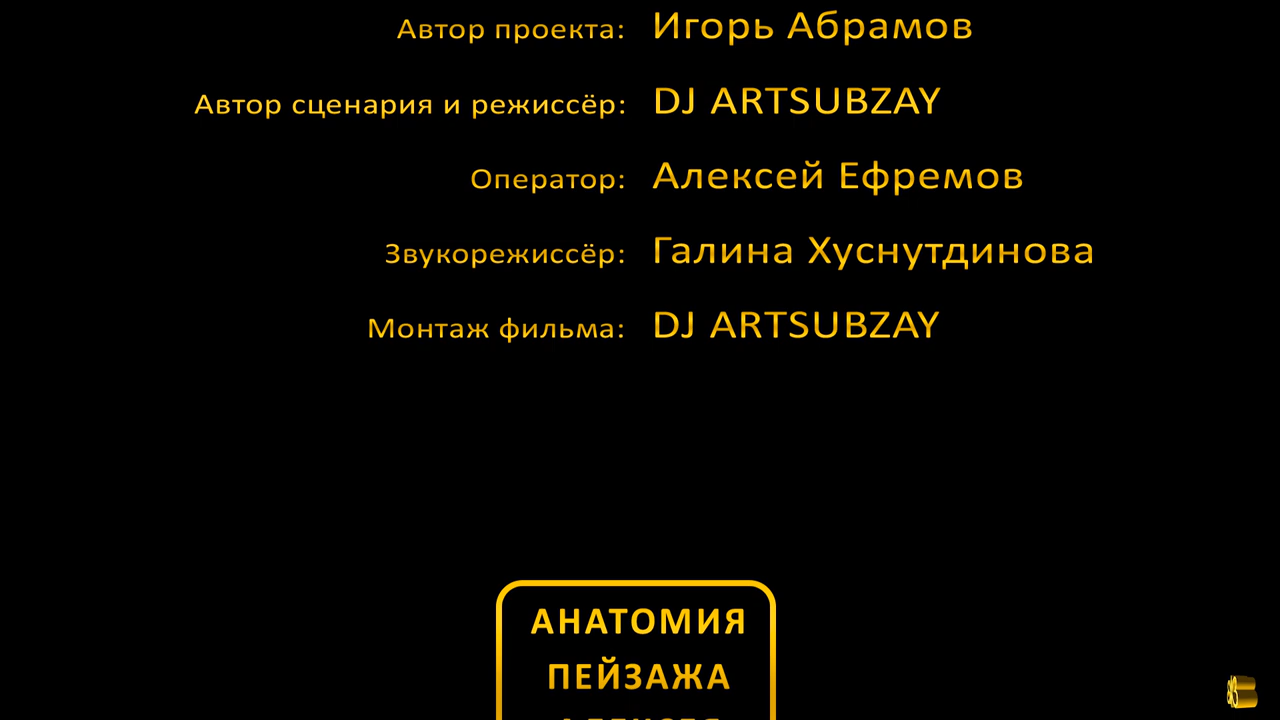 Автор проекта: Игорь Абрамов
Автор сценария и режиссёр: DJ ARTSUBZAY
Оператор: Алексей Ефремов
Звукорежиссёр: Галина Хуснутдинова
Монтаж фильма: DJ ARTSUBZAY
АНАТОМИЯ
ПЕЙЗАЖА